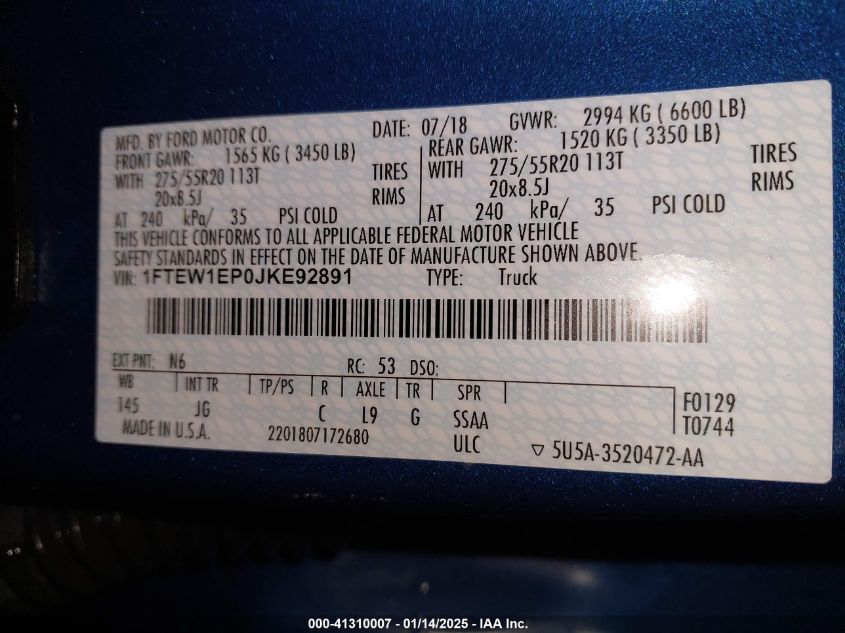 MFD. BY FORD MOTOR CO. DATE: 07/18 GVWR: 2994 KG ( 6600 LB)
FRONT GAWR: 1565 KG ( 3450 LB) REAR GAWR: 1520 KG ( 3350 LB)
WITH 275/55R20 113T TIRES WITH 275/55R20 113T TIRES
20x8.5J RIMS 20x8.5J RIMS
AT 240 kPa/ 35 PSI COLD AT 240 kPa/ 35 PSI COLD
THIS VEHICLE CONFORMS TO ALL APPLICABLE FEDERAL MOTOR VEHICLE
SAFETY STANDARDS IN EFFECT ON THE DATE OF MANUFACTURE SHOWN ABOVE.
VIN: 1FTEW1EP0JKE92891 TYPE: Truck
EXT PNT: N6 RC: 53 DSO:
WB INT TR TP/PS R AXLE TR SPR
145 JG C L9 G SSAA
F0129
T0744
MADE IN U.S.A. 2201807172680 ULC ▽ 5U5A-3520472-AA
000-41310007 - 01/14/2025 - IAA Inc.